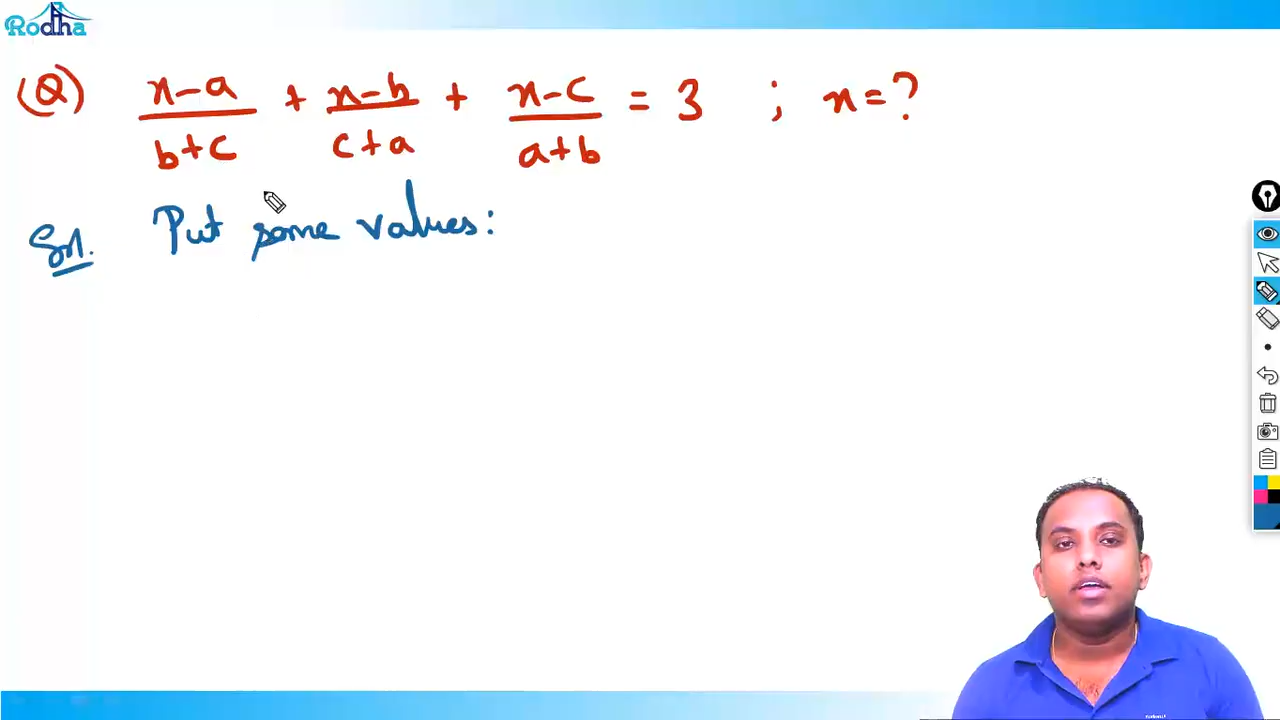 Rodha
(Q) x-a/b+c + x-b/c+a + x-c/a+b = 3 ; x=?
Sol. Put some values: